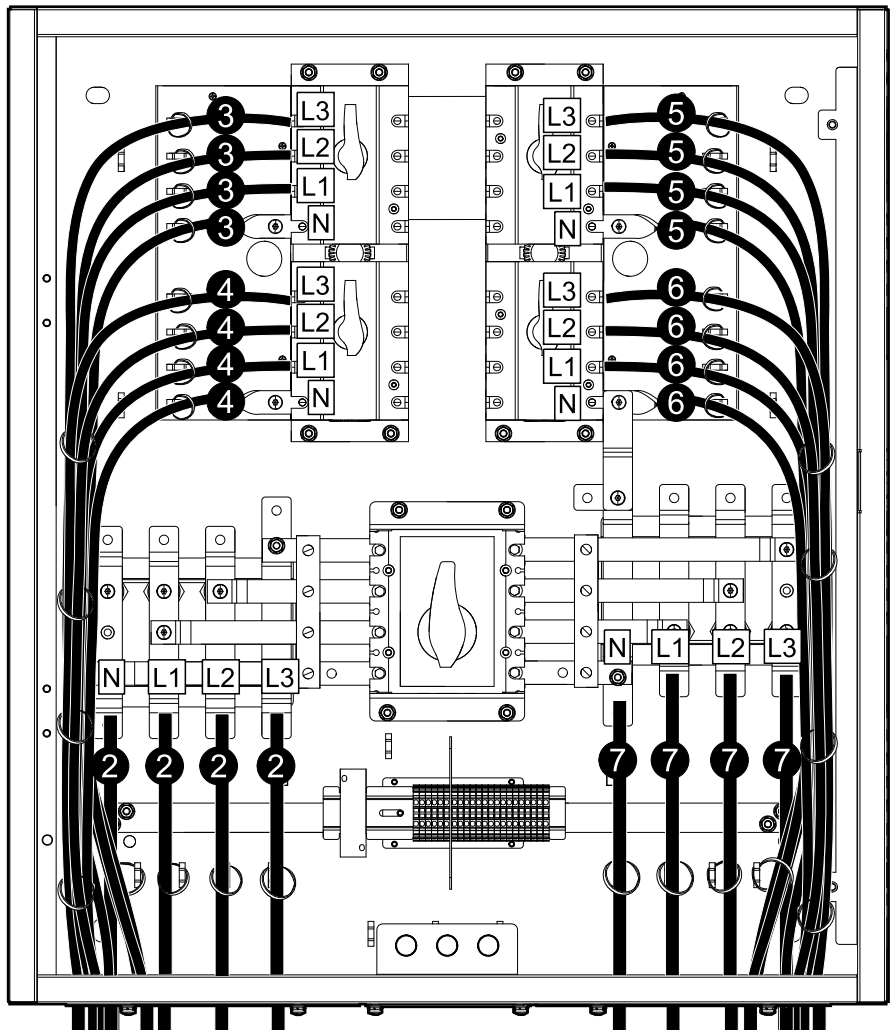 3 L3 L3 5
3 L2 L2 5
3 L1 L1 5
3 N N 5
4 L3 L3 6
4 L2 L2 6
4 L1 L1 6
4 N N 6
N L1 L2 L3 N L1 L2 L3
2 2 2 2 7 7 7 7